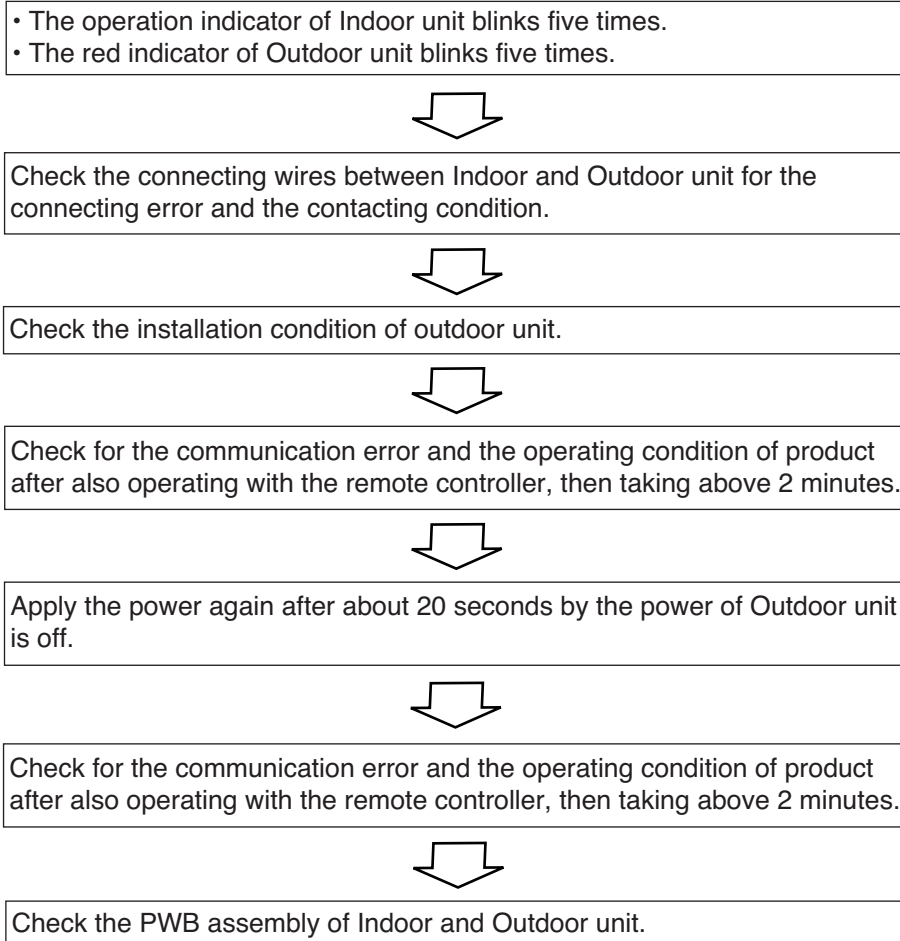 • The operation indicator of Indoor unit blinks five times.
• The red indicator of Outdoor unit blinks five times.
Check the connecting wires between Indoor and Outdoor unit for the
connecting error and the contacting condition.
Check the installation condition of outdoor unit.
Check for the communication error and the operating condition of product
after also operating with the remote controller, then taking above 2 minutes.
Apply the power again after about 20 seconds by the power of Outdoor unit
is off.
Check for the communication error and the operating condition of product
after also operating with the remote controller, then taking above 2 minutes.
Check the PWB assembly of Indoor and Outdoor unit.